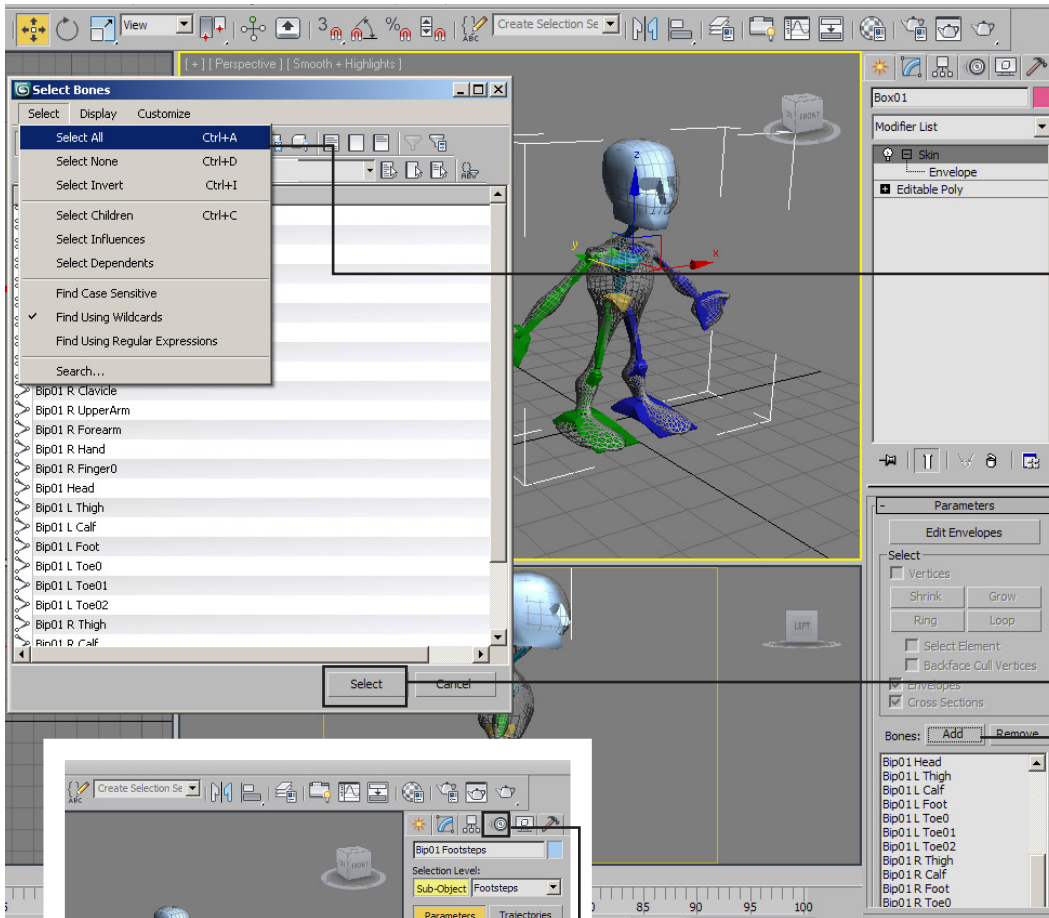 View
3
%
ABC
Create Selection Se
[ + ] [ Perspective ] [ Smooth + Highlights ]
Select Bones
Select Display Customize
Select All Ctrl+A
Select None Ctrl+D
Select Invert Ctrl+I
Select Children Ctrl+C
Select Influences
Select Dependents
Find Case Sensitive
Find Using Wildcards
Find Using Regular Expressions
Search...
Bip01 R Clavicle
Bip01 R UpperArm
Bip01 R Forearm
Bip01 R Hand
Bip01 R Finger0
Bip01 Head
Bip01 L Thigh
Bip01 L Calf
Bip01 L Foot
Bip01 L Toe0
Bip01 L Toe01
Bip01 L Toe02
Bip01 R Thigh
Bip01 R Calf
Select Cancel
FRONT
z
y
x
LEFT
Box01
Modifier List
Skin
Envelope
Editable Poly
Parameters
Edit Envelopes
Select
Vertices
Shrink Grow
Ring Loop
Select Element
Backface Cull Vertices
Envelopes
Cross Sections
Bones: Add Remove
Bip01 Head
Bip01 L Thigh
Bip01 L Calf
Bip01 L Foot
Bip01 L Toe0
Bip01 L Toe01
Bip01 L Toe02
Bip01 R Thigh
Bip01 R Calf
Bip01 R Foot
Bip01 R Toe0
ABC
Create Selection Se
FRONT
Bip01 Footsteps
Selection Level:
Sub-Object Footsteps
Parameters Trajectories
85 90 95 100